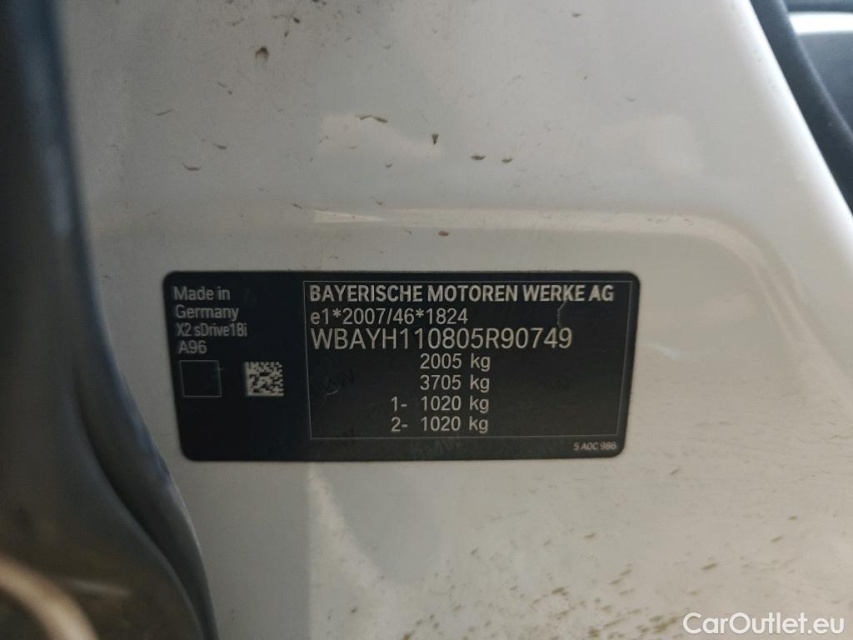 Made in
Germany
X2 sDrive18i
A96
BAYERISCHE MOTOREN WERKE AG
e1*2007/46*1824
WBAYH110805R90749
2005 kg
3705 kg
1- 1020 kg
2- 1020 kg
5 A0C 986
CarOutlet.eu